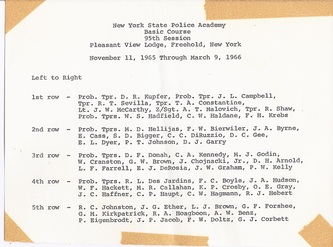 New York State Police Academy
Basic Course
95th Session
Pleasant View Lodge, Freehold, New York
November 11, 1965 Through March 9, 1966
Left to Right
1st row - Prob. Tpr. D. R. Kupfer, Prob. Tpr. J. L. Campbell,
Tpr. R. T. Sevilla, Tpr. T. A. Constantine,
Lt. J. W. McCarthy, Z/Sgt. A. T. Malovich, Tpr. R. Shaw,
Prob. Tprs. W. S. Hadfield, C. W. Haldane, F. H. Krebs
2nd row - Prob. Tprs. M. D. Hellijas, F. W. Bierwiler, J. A. Byrne,
E. Cass, S. D. Bigger, C. C. DiRuzzio, D. C. Gee,
E. L. Dyer, P. T. Johnson, D. J. Garry
3rd row - Prob. Tprs. D. F. Donah, C. A. Kennedy, M. J. Godin,
W. Cranston, G. W. Brown, J. Chojnacki, Jr., D. H. Arnold,
L. F. Farrell, E. J. DeRosia, J. W. Graham, P. W. Kelly
4th row - Prob. Tprs. R. L. Des Jardins, F. C. Boyle, J. A. Hudson,
W. F. Hackett, M. R. Callahan, K. P. Crosby, O. E. Gray,
J. C. Haffner, C. P. Haupt, C. W. Hagmann, R. J. Hebert
5th row - R. C. Johnston, J. G. Ether, L. J. Brown, G. F. Forshee,
G. M. Kirkpatrick, R. A. Hoagboon, A. W. Benz,
P. Eigenbrodt, J. P. Jacob, F. W. Doltz, G. J. Corbett